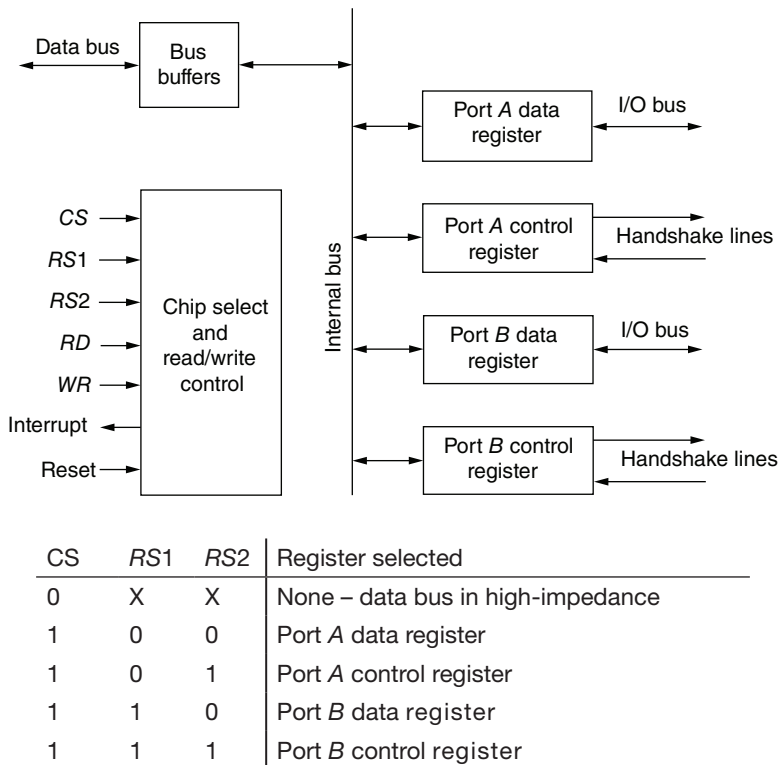 Data bus
Bus
buffers
Port A data
register
I/O bus
CS
RS1
RS2
RD
WR
Interrupt
Reset
Chip select
and
read/write
control
Internal bus
Port A control
register
Handshake lines
Port B data
register
I/O bus
Port B control
register
Handshake lines
CS RS1 RS2 Register selected
0 X X None – data bus in high-impedance
1 0 0 Port A data register
1 0 1 Port A control register
1 1 0 Port B data register
1 1 1 Port B control register